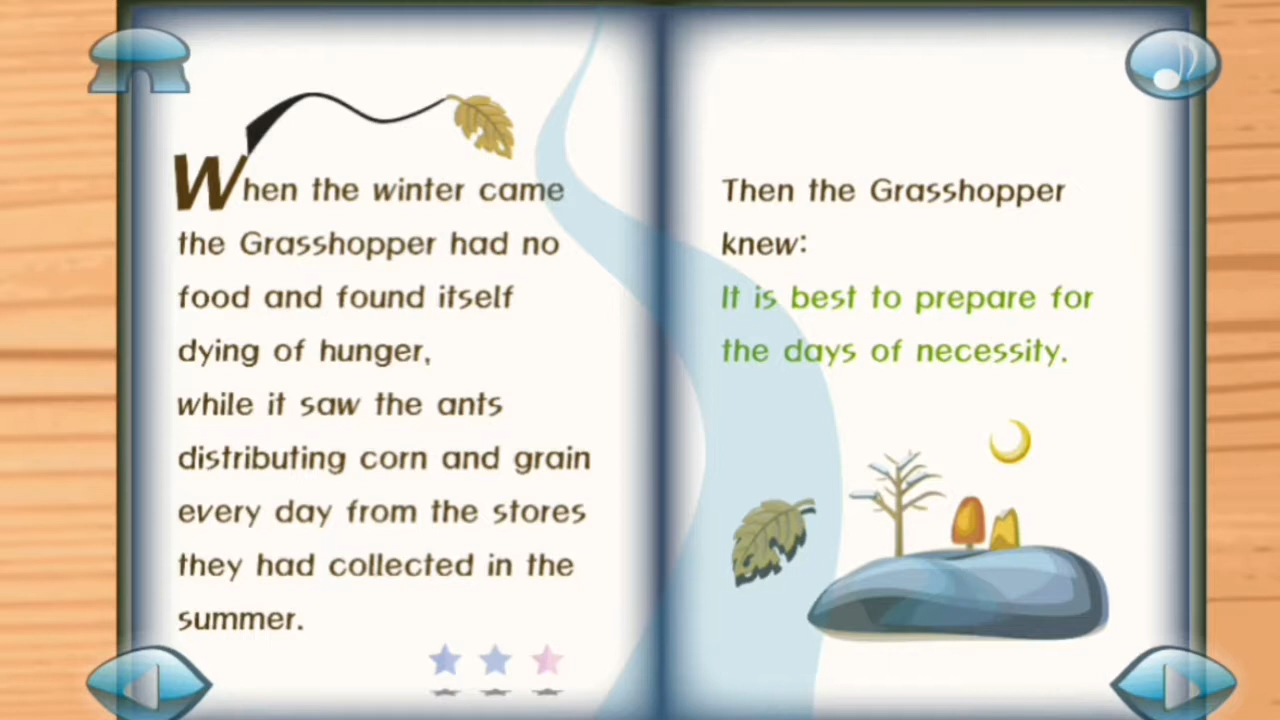 When the winter came
the Grasshopper had no
food and found itself
dying of hunger,
while it saw the ants
distributing corn and grain
every day from the stores
they had collected in the
summer.
Then the Grasshopper
knew:
It is best to prepare for
the days of necessity.